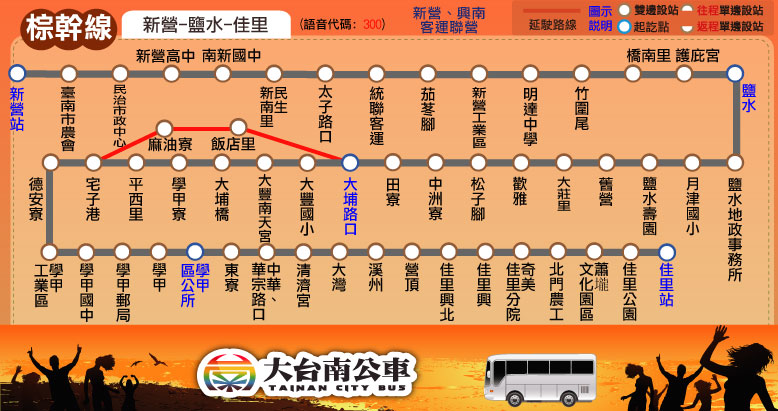 棕幹線
新營-鹽水-佳里
(語音代碼: 300)
新營、興南
客運聯營
延駛路線
圖示
說明
雙邊設站
起訖點
往程單邊設站
返程單邊設站
新營站
臺南市農會
民治市政中心
新營高中
南新國中
民生
新南里
太子路口
統聯客運
茄苳腳
新營工業區
明達中學
竹圍尾
橋南里
護庇宮
鹽水
鹽水地政事務所
月津國小
鹽水壽園
舊營
大莊里
歡雅
松子腳
中洲寮
田寮
大埔路口
飯店里
麻油寮
大豐國小
大豐南天宮
大埔橋
學甲寮
平西里
宅子港
德安寮
學甲
工業區
學甲國中
學甲郵局
學甲
學甲
區公所
東寮
中華、
華宗路口
清濟宮
大灣
溪州
營頂
佳里興北
佳里興
奇美
佳里分院
北門農工
蕭壠
文化園區
佳里公園
佳里站
大台南公車
TAINAN CITY BUS